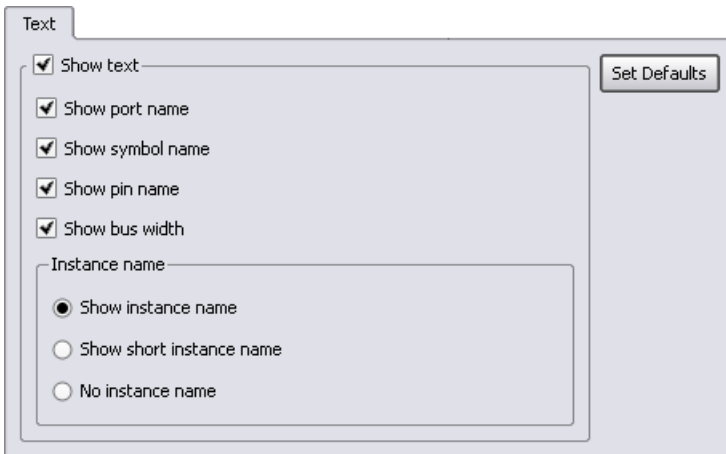 Text
Show text
Set Defaults
Show port name
Show symbol name
Show pin name
Show bus width
Instance name
Show instance name
Show short instance name
No instance name